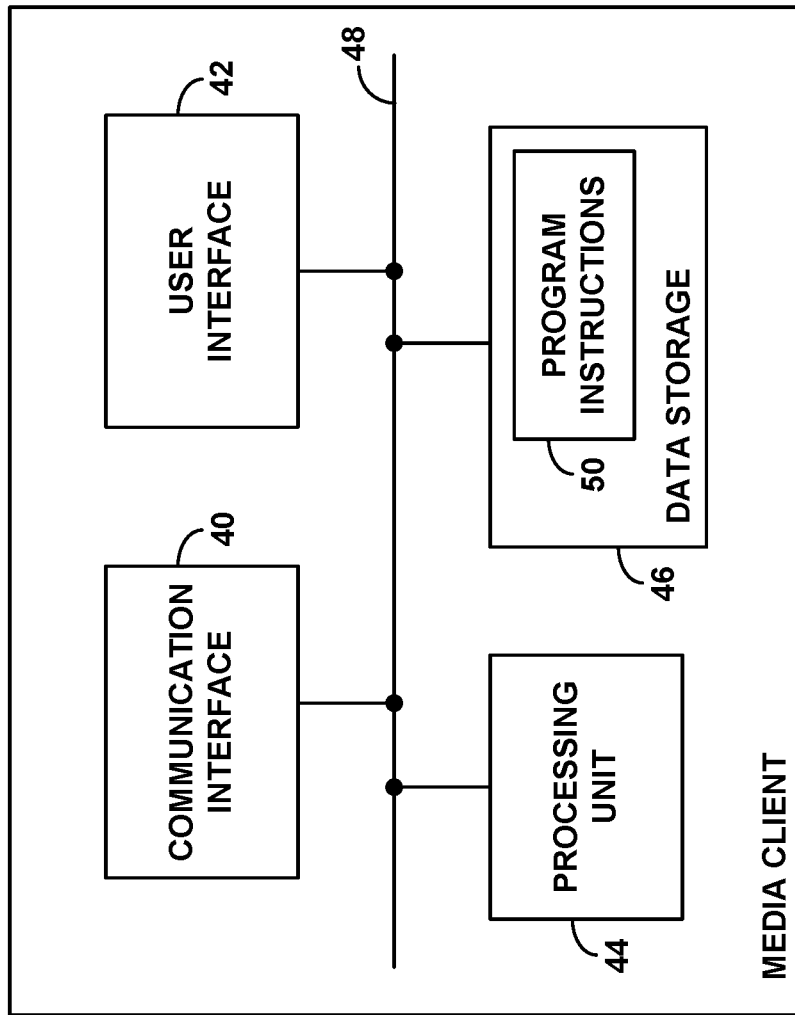 40
COMMUNICATION
INTERFACE
42
USER
INTERFACE
48
44
PROCESSING
UNIT
46
50
PROGRAM
INSTRUCTIONS
DATA STORAGE
MEDIA CLIENT